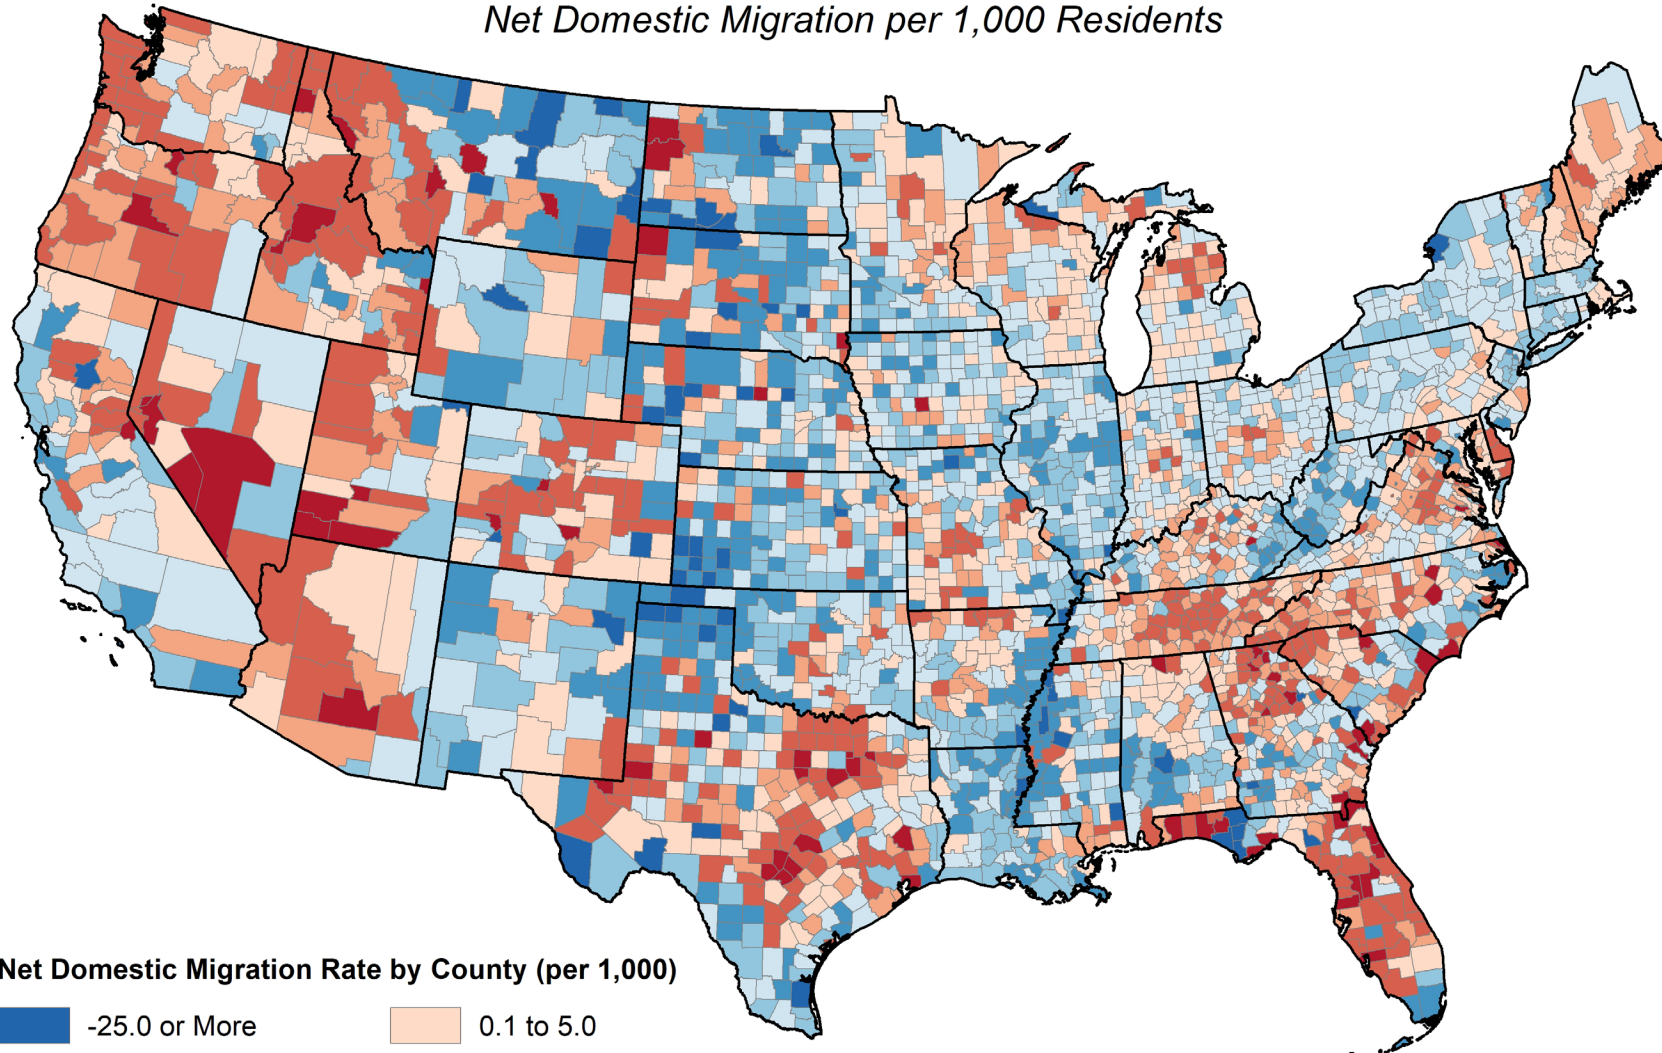 Net Domestic Migration per 1,000 Residents
Net Domestic Migration Rate by County (per 1,000)
-25.0 or More
0.1 to 5.0